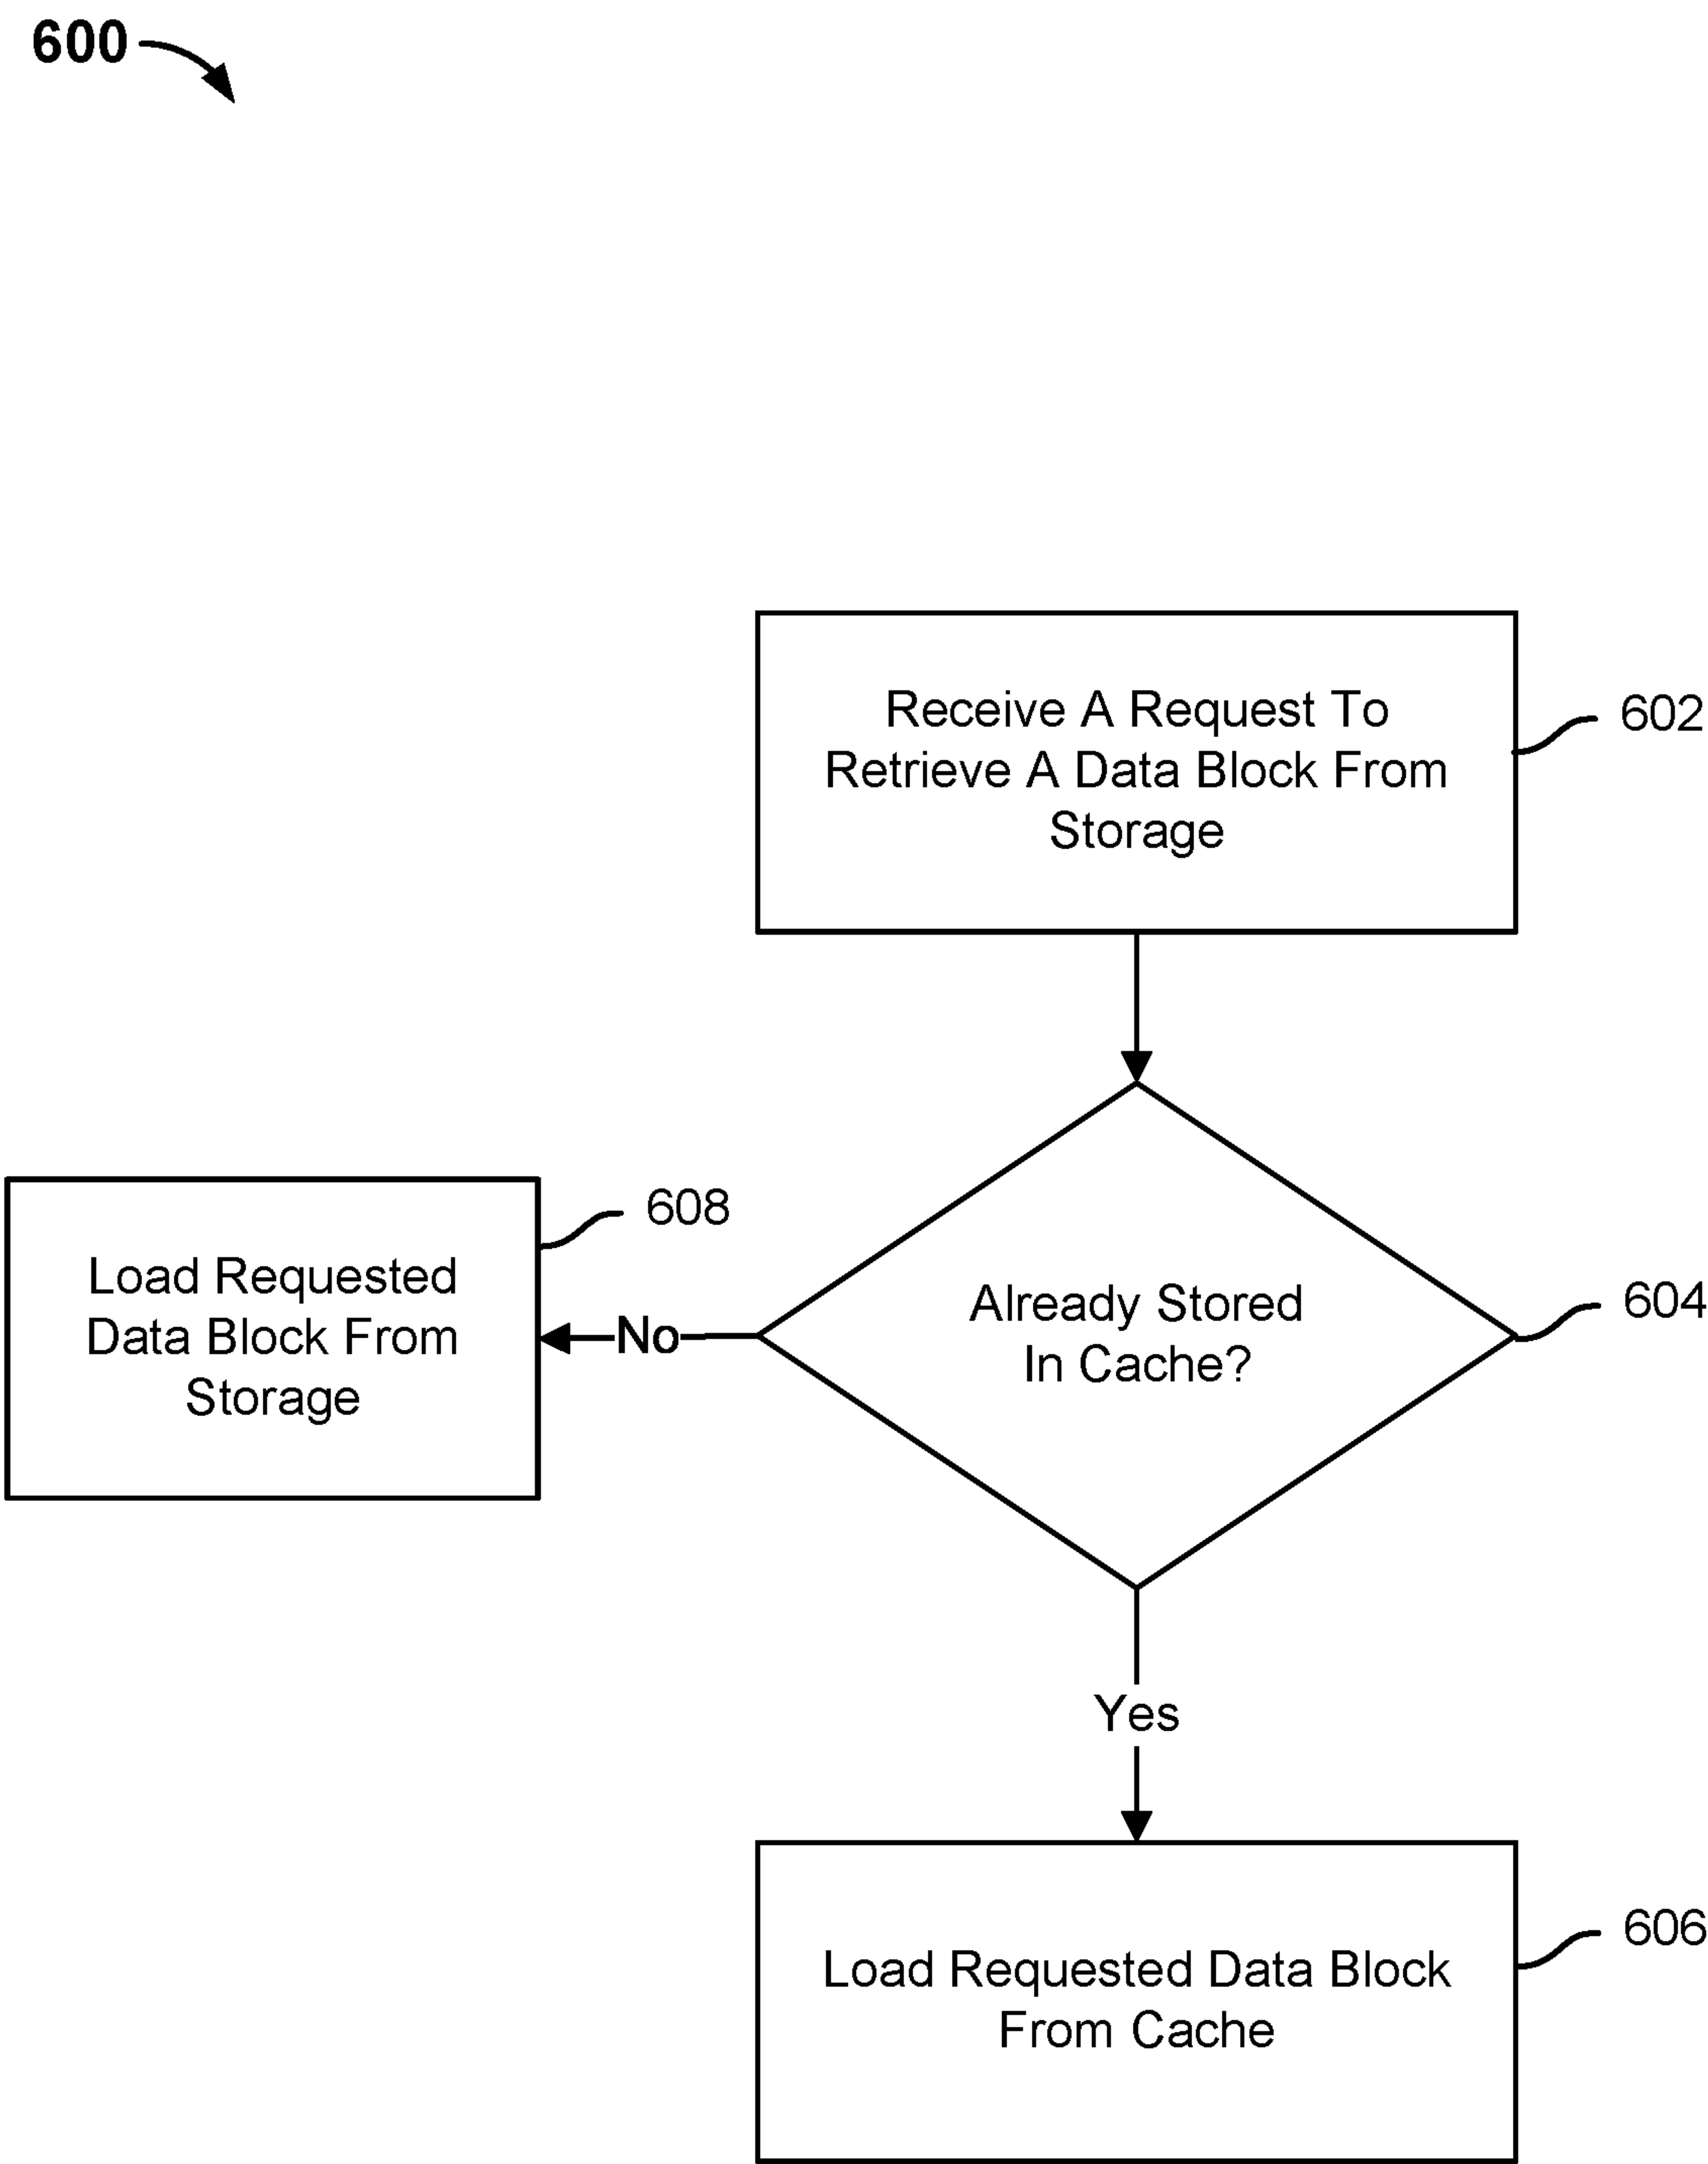 600
Receive A Request To
Retrieve A Data Block From
Storage
602
608
Load Requested
Data Block From
Storage
No
Already Stored
In Cache?
604
Yes
Load Requested Data Block
From Cache
606